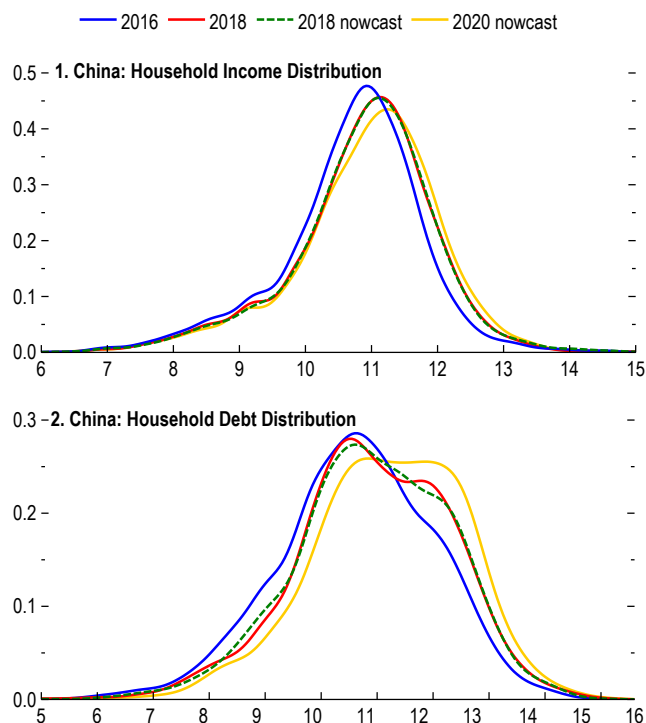 2016 2018 2018 nowcast 2020 nowcast
1. China: Household Income Distribution
0.5
0.4
0.3
0.2
0.1
0.0
6 7 8 9 10 11 12 13 14 15
2. China: Household Debt Distribution
0.3
0.2
0.1
0.0
5 6 7 8 9 10 11 12 13 14 15 16